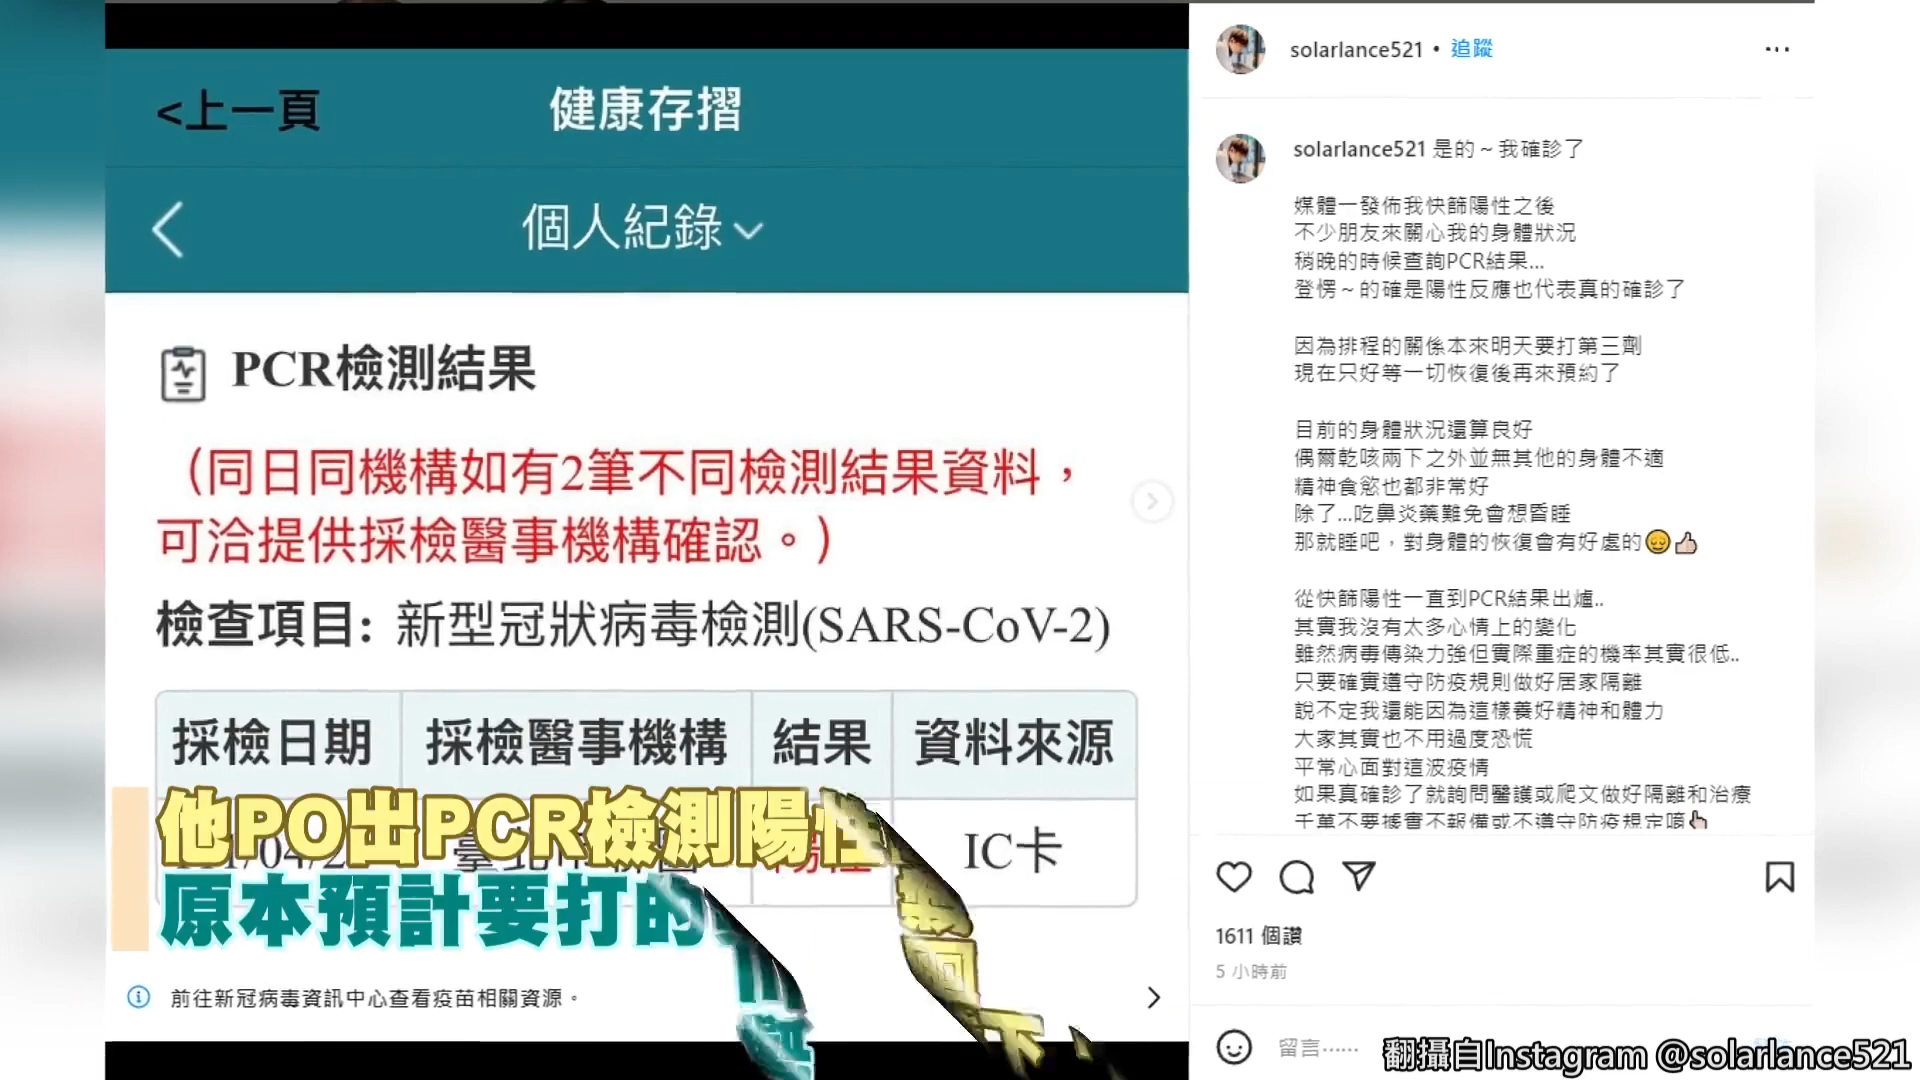 <上一頁
健康存摺
個人紀錄
PCR檢測結果
（同日同機構如有2筆不同檢測結果資料，
可洽提供採檢醫事機構確認。）
檢查項目: 新型冠狀病毒檢測(SARS-CoV-2)
採檢日期 採檢醫事機構 結果 資料來源
IC卡
他PO出PCR檢測陽性
原本預計要打的
前往新冠病毒資訊中心查看疫苗相關資源。
solarlance521 • 追蹤
solarlance521 是的~我確診了
媒體一發佈我快篩陽性之後
不少朋友來關心我的身體狀況
稍晚的時候查詢PCR結果...
登愣~的確是陽性反應也代表真的確診了
因為排程的關係本來明天要打第三劑
現在只好等一切恢復後再來預約了
目前的身體狀況還算良好
偶爾乾咳兩下之外並無其他的身體不適
精神食慾也都非常好
除了...吃鼻炎藥難免會想昏睡
那就睡吧，對身體的恢復會有好處的😌👍🏻
從快篩陽性一直到PCR結果出爐..
其實我沒有太多心情上的變化
雖然病毒傳染力強但實際重症的機率其實很低..
只要確實遵守防疫規則做好居家隔離
說不定我還能因為這樣養好精神和體力
大家其實也不用過度恐慌
平常心面對這波疫情
如果真確診了就詢問醫護或爬文做好隔離和治療
千萬不要據實不報備或不遵守防疫規定唷👆🏻
1611 個讚
5 小時前
留言......
翻攝自Instagram @solarlance521